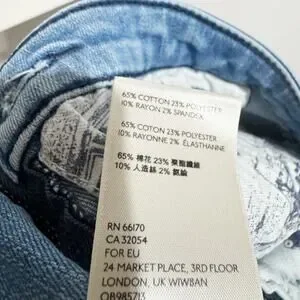 65% COTTON 23% POLYESTER
10% RAYON 2% SPANDEX
65% COTON 23% POLYESTER
10% RAYONNE 2% ÉLASTHANNE
65% 棉花 23% 聚酯纖維
10% 人造絲 2% 氨綸
RN 66170
CA 32054
FOR EU
24 MARKET PLACE, 3RD FLOOR
LONDON, UK W1W8AN
OB985713